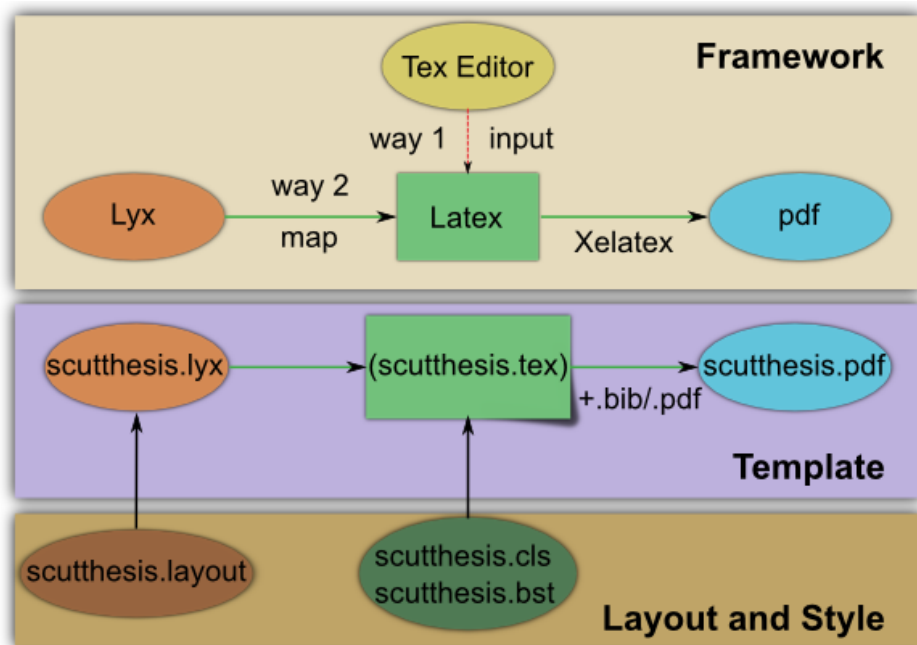 Framework
Tex Editor
way 1 input
way 2
Lyx
map
Latex
Xelatex
pdf
scutthesis.lyx
(scutthesis.tex)
+.bib/.pdf
scutthesis.pdf
Template
scutthesis.layout
scutthesis.cls
scutthesis.bst
Layout and Style